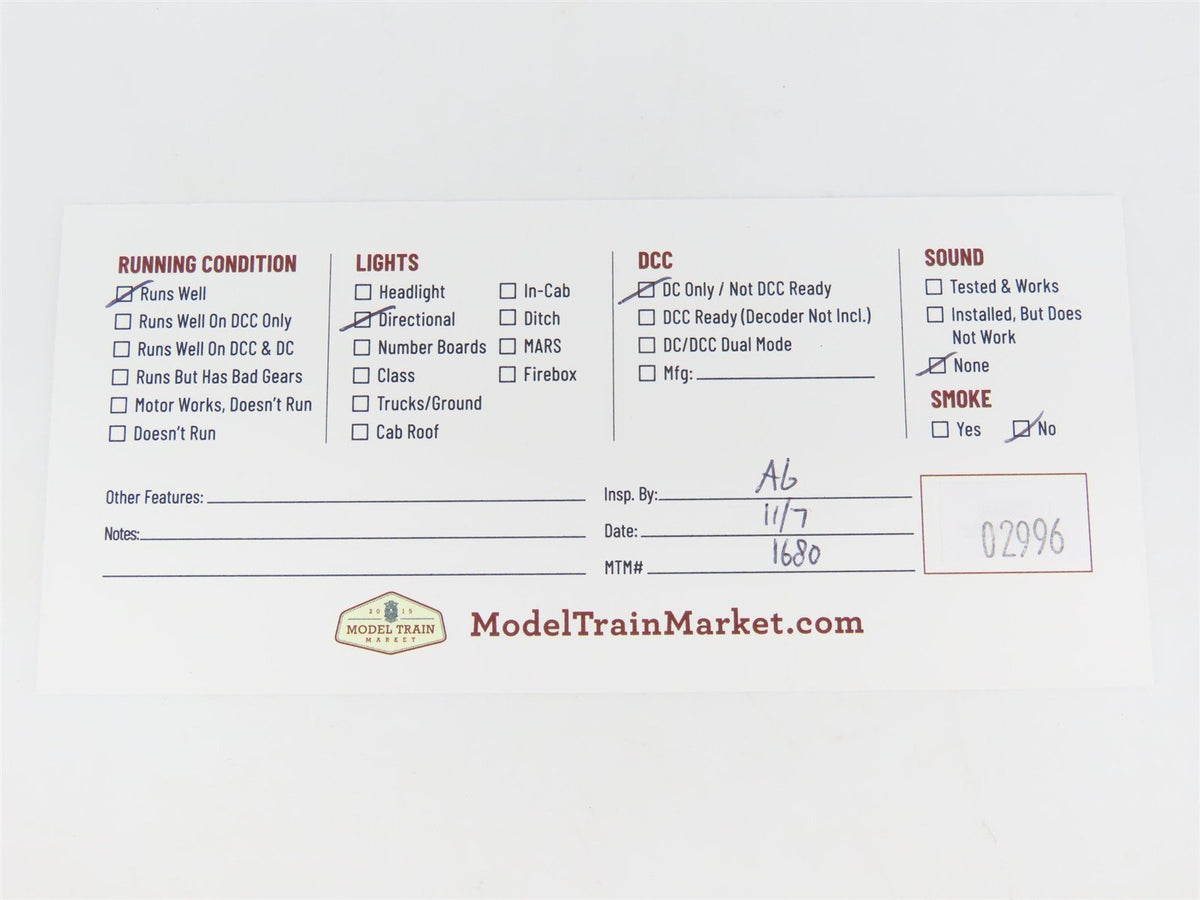 RUNNING CONDITION
Runs Well
Runs Well On DCC Only
Runs Well On DCC & DC
Runs But Has Bad Gears
Motor Works, Doesn't Run
Doesn't Run
LIGHTS
Headlight
Directional
Number Boards
Class
Trucks/Ground
Cab Roof
In-Cab
Ditch
MARS
Firebox
DCC
DC Only / Not DCC Ready
DCC Ready (Decoder Not Incl.)
DC/DCC Dual Mode
Mfg:
SOUND
Tested & Works
Installed, But Does
Not Work
None
SMOKE
Yes No
Other Features:
Notes:
Insp. By:
Date: 11/7
MTM# 1680
02996
2015
MODEL TRAIN
MARKET
ModelTrainMarket.com